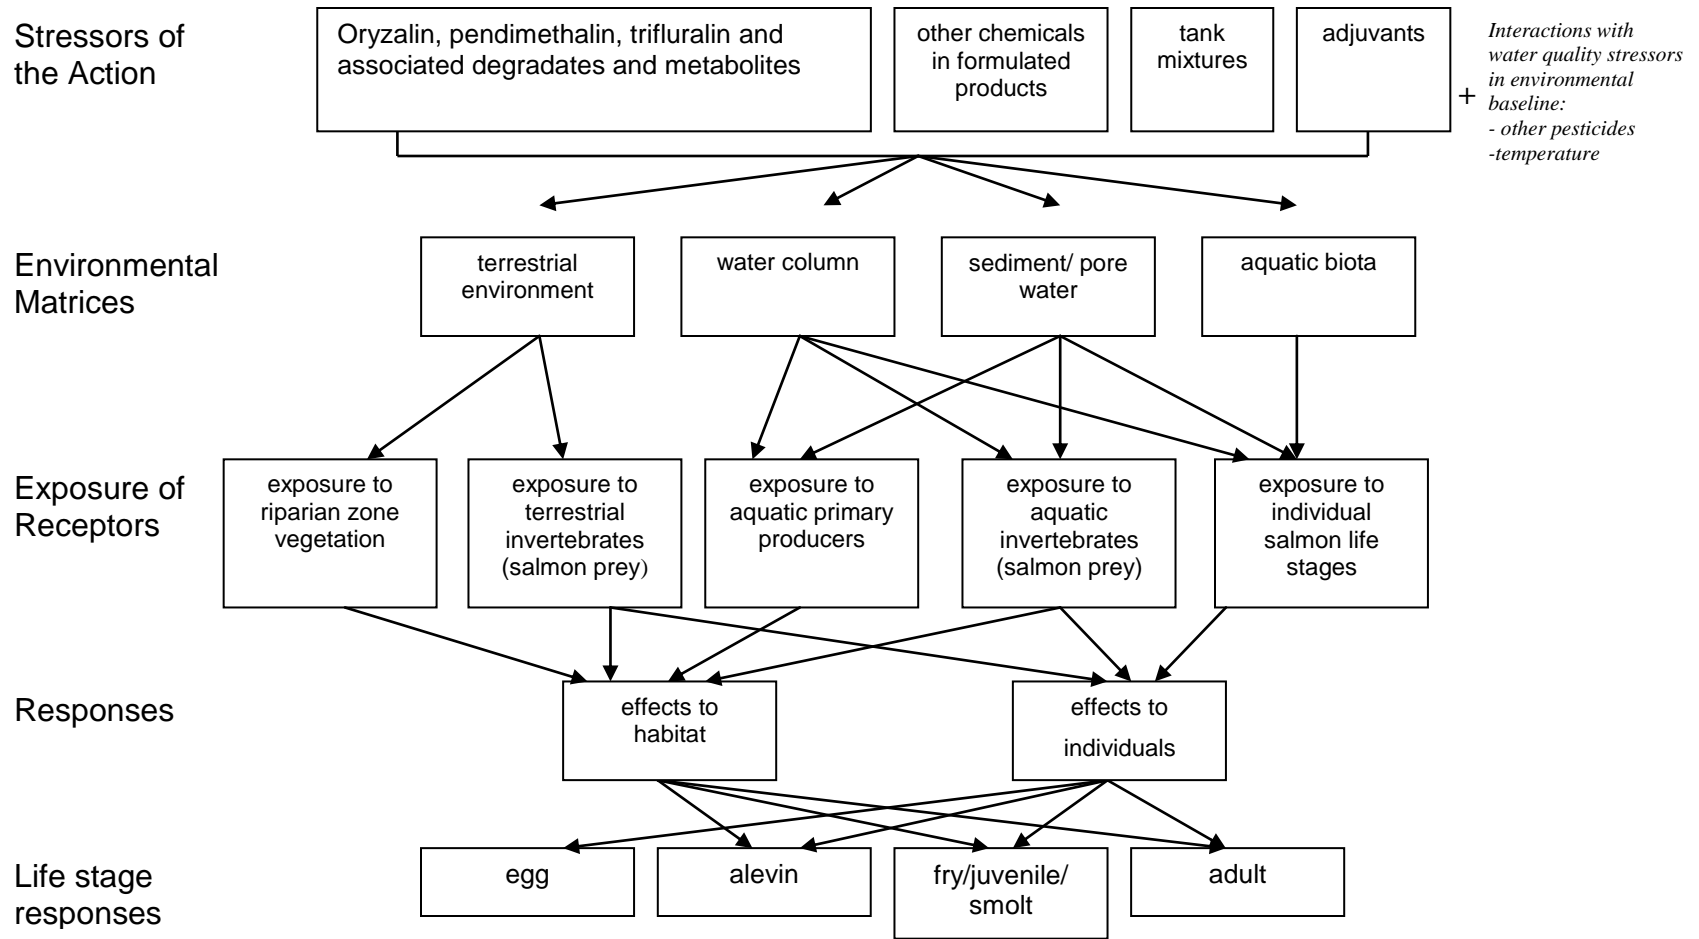 Stressors of
the Action
Oryzalin, pendimethalin, trifluralin and
associated degradates and metabolites
other chemicals
in formulated
products
tank
mixtures
adjuvants
+
Interactions with
water quality stressors
in environmental
baseline:
- other pesticides
-temperature
Environmental
Matrices
terrestrial
environment
water column
sediment/ pore
water
aquatic biota
Exposure of
Receptors
exposure to
riparian zone
vegetation
exposure to
terrestrial
invertebrates
(salmon prey)
exposure to
aquatic primary
producers
exposure to
aquatic
invertebrates
(salmon prey)
exposure to
individual
salmon life
stages
Responses
effects to
habitat
effects to
individuals
Life stage
responses
egg
alevin
fry/juvenile/
smolt
adult